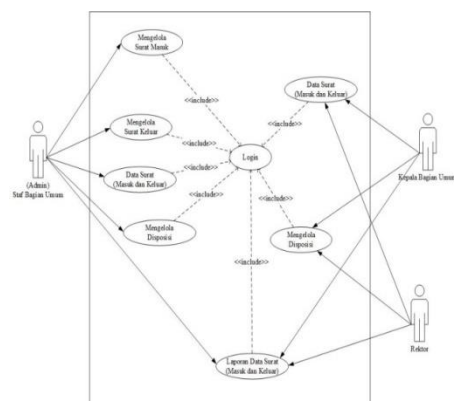 Mengelola
Surat Masuk
<<include>>
Data Surat
(Masuk dan Keluar)
<<include>>
Mengelola
Surat Keluar
<<include>>
Login
(Admin)
Staf Bagian Umum
Data Surat
(Masuk dan Keluar)
<<include>>
Kepala Bagian Umum
<<include>>
Mengelola
Disposisi
<<include>>
Mengelola
Disposisi
<<include>>
Rektor
Laporan Data Surat
(Masuk dan Keluar)